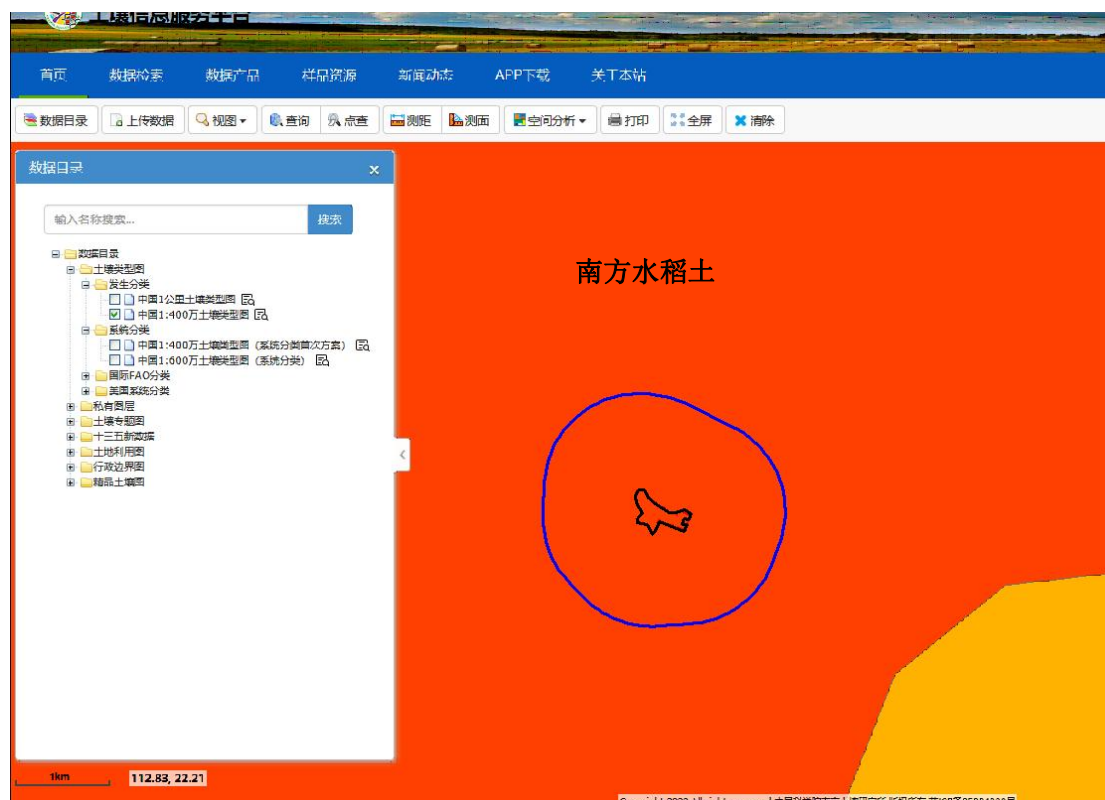 土壤信息服务平台
首页 数据检索 数据产品 样品资源 新闻动态 APP下载 关于本站
数据目录 上传数据 视图 查询 点查 测距 测面 空间分析 打印 全屏 清除
数据目录 ×
输入名称搜索... 搜索
数据目录
土壤类型图
发生分类
中国1公里土壤类型图
中国1:400万土壤类型图
系统分类
中国1:400万土壤类型图（系统分类首次方案）
中国1:600万土壤类型图（系统分类）
国际FAO分类
美国系统分类
私有图层
土壤专题图
十三五新数据
土地利用图
行政边界图
精品土壤图
南方水稻土
1km
112.83, 22.21